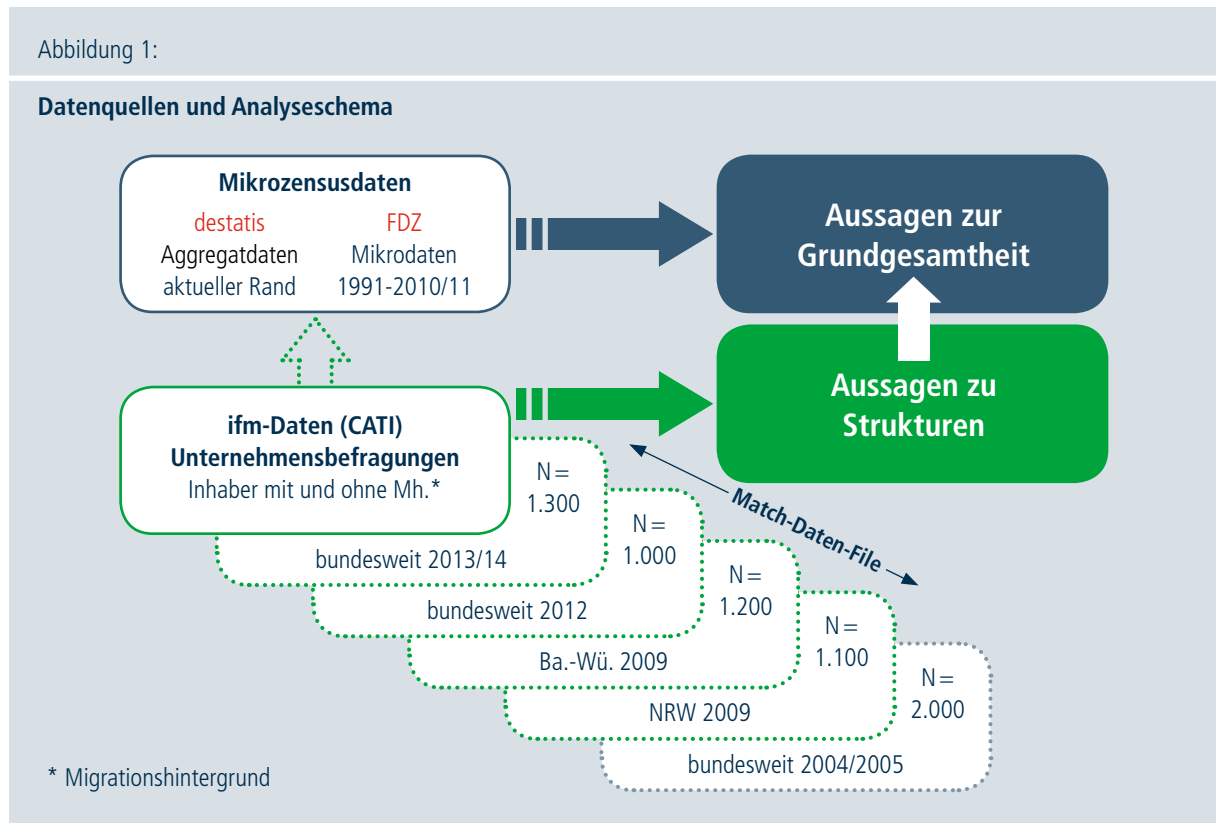 Abbildung 1:
Datenquellen und Analyseschema
Mikrozensusdaten
destatis
Aggregatdaten
aktueller Rand
FDZ
Mikrodaten
1991-2010/11
Aussagen zur
Grundgesamtheit
ifm-Daten (CATI)
Unternehmensbefragungen
Inhaber mit und ohne Mh.*
Aussagen zu
Strukturen
N =
1.300
bundesweit 2013/14
N =
1.000
bundesweit 2012
N =
1.200
Ba.-Wü. 2009
N =
1.100
NRW 2009
N =
2.000
bundesweit 2004/2005
Match-Daten-File
* Migrationshintergrund